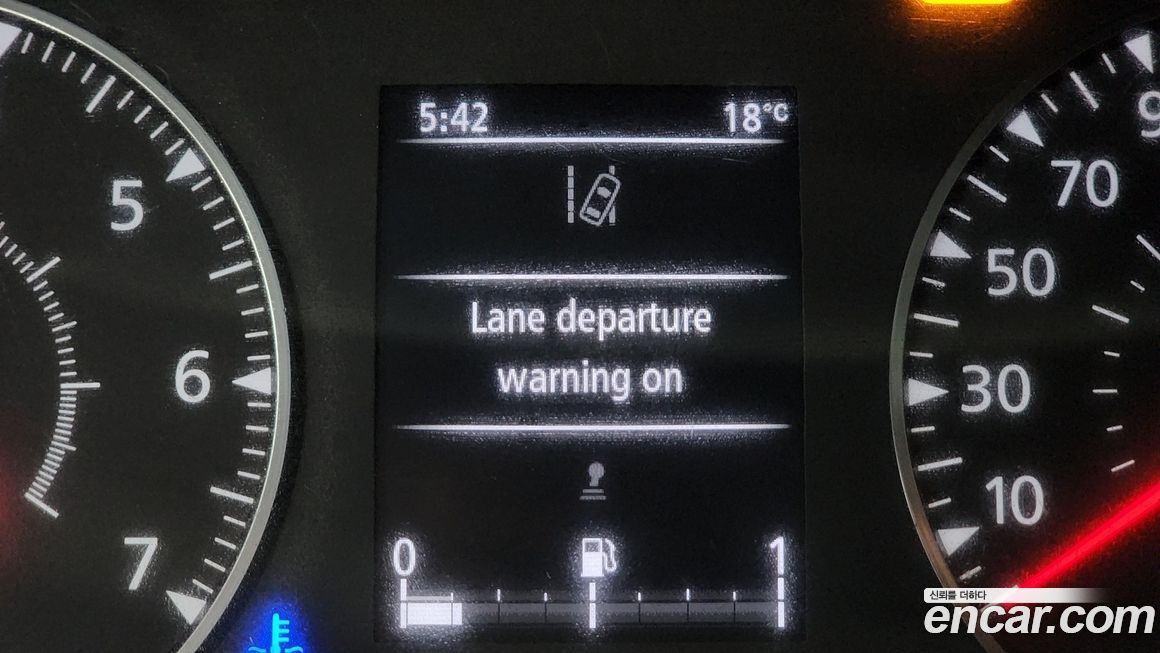 5:42 18°C
Lane departure
warning on
0 1
5
6
7
9
70
50
30
10
신뢰를 더하다
encar.com